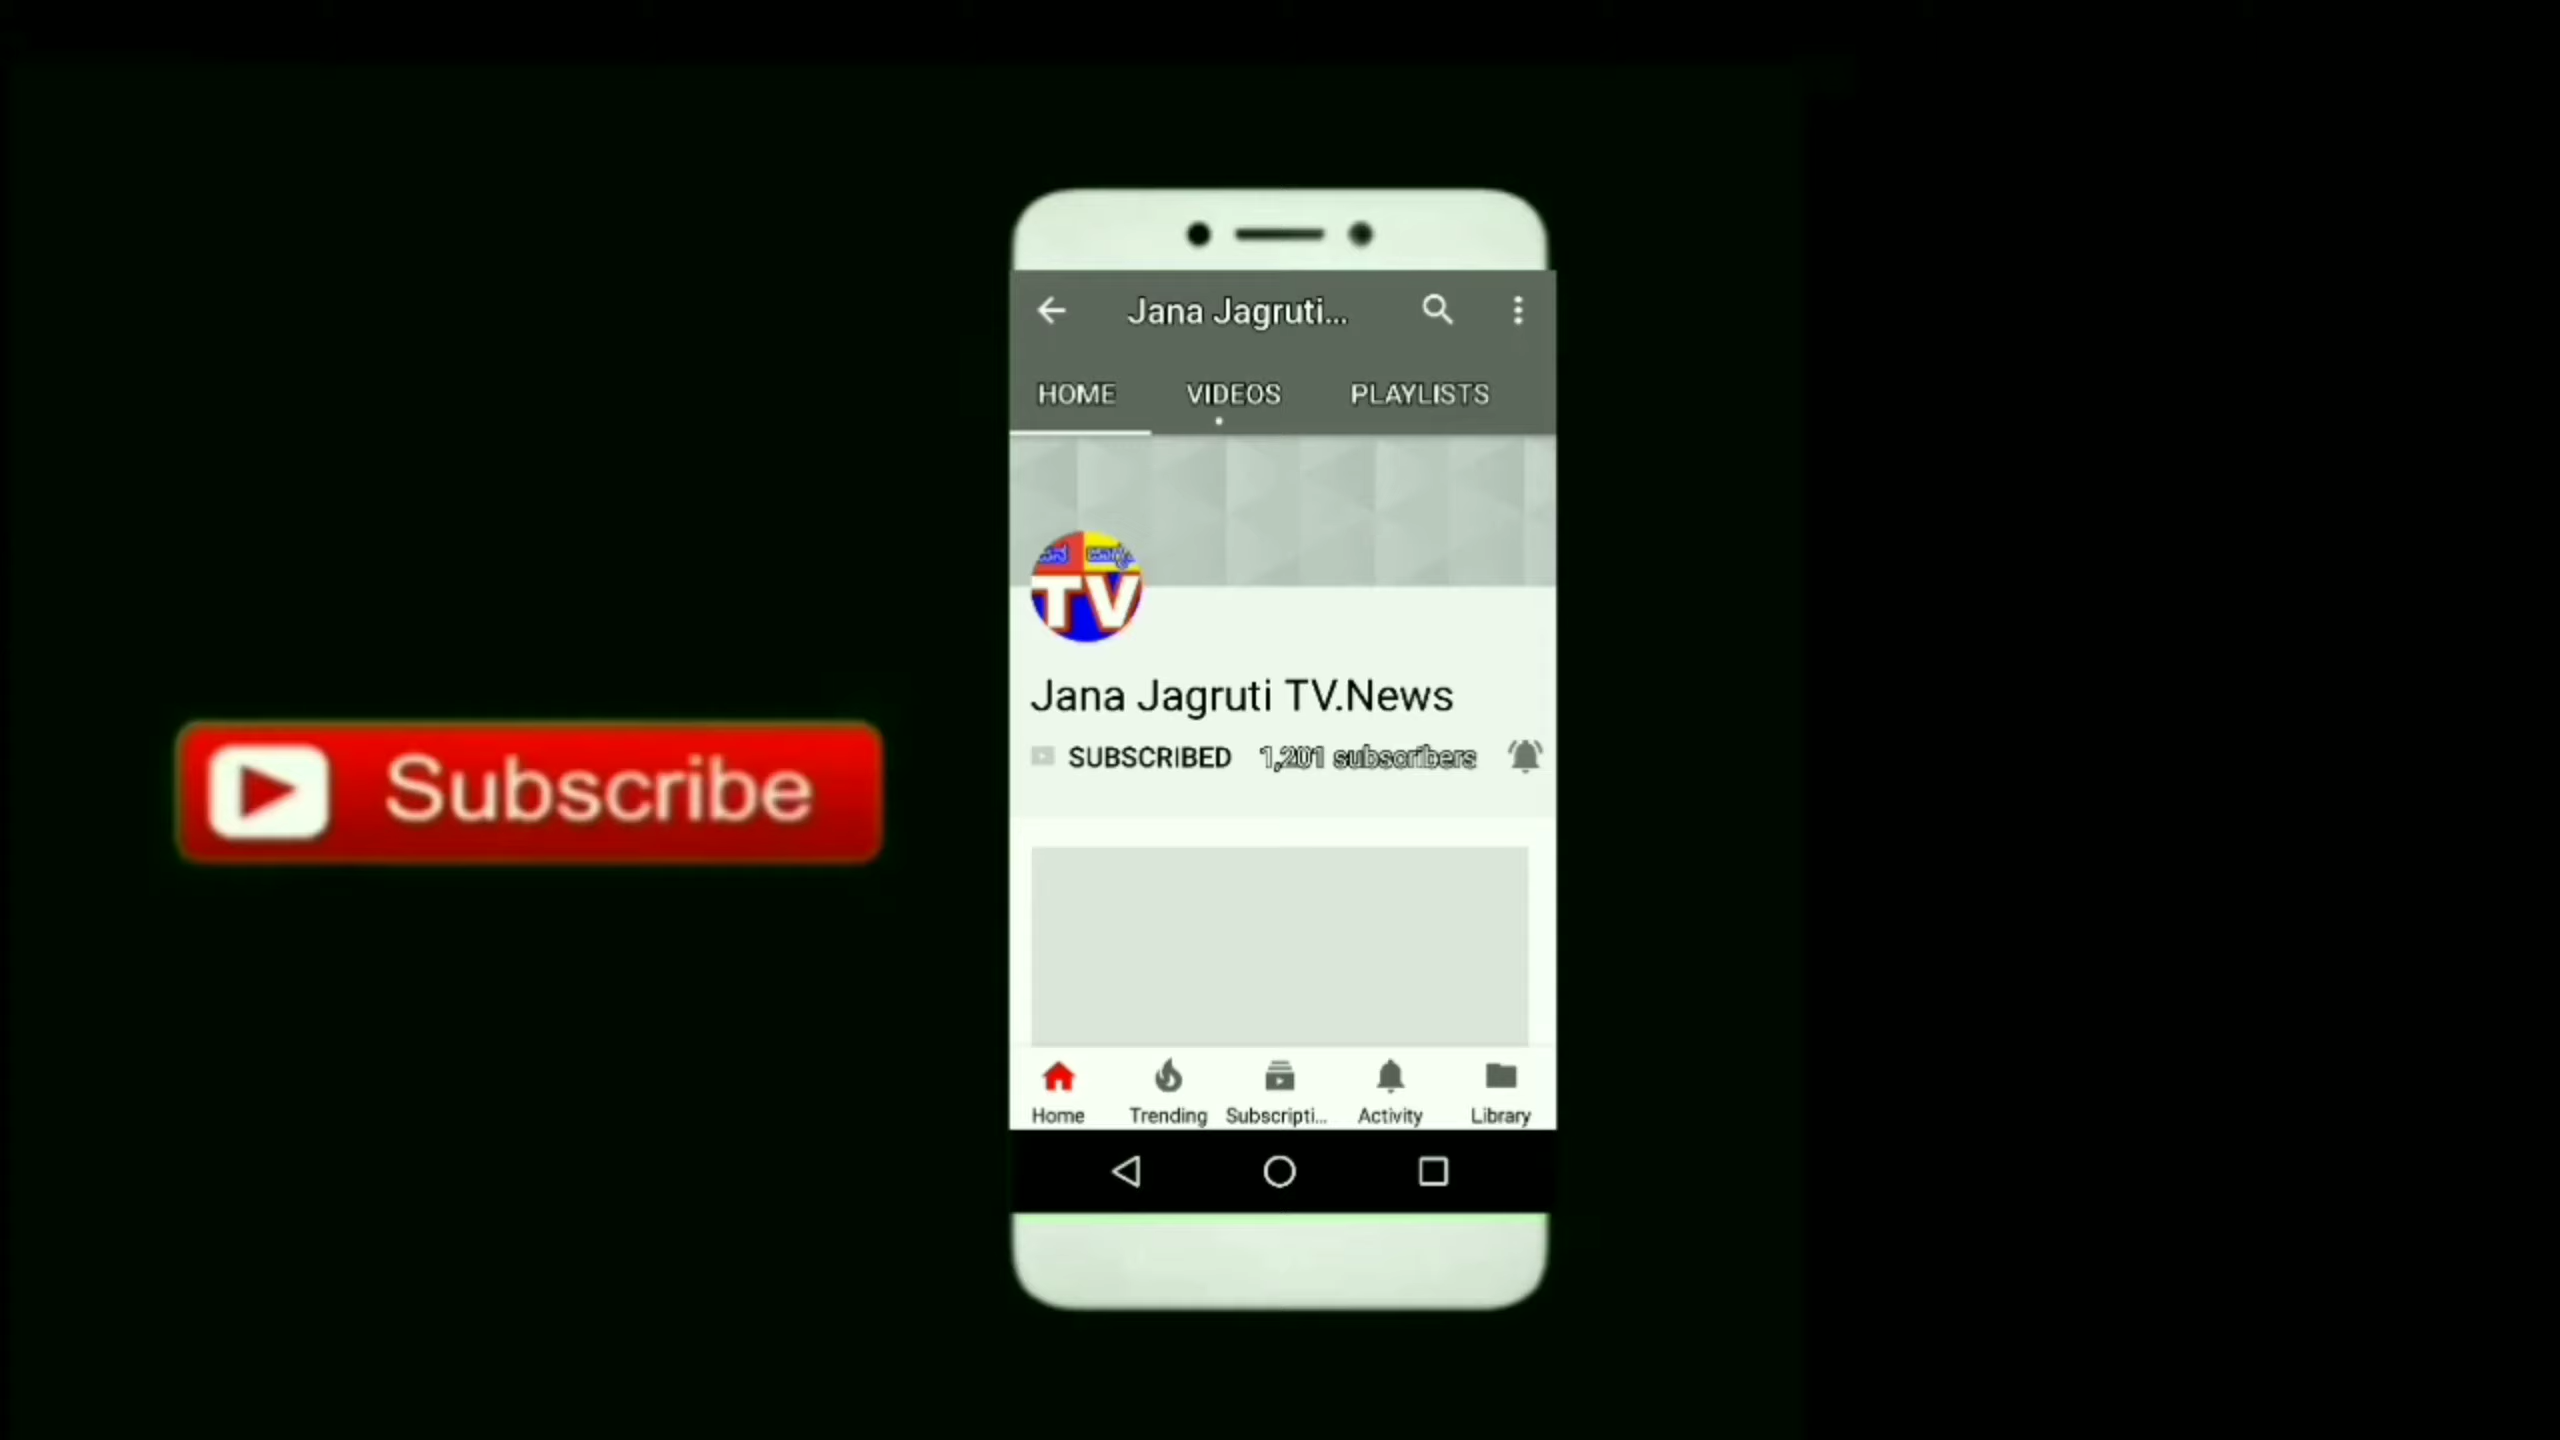 Jana Jagruti...
HOME VIDEOS PLAYLISTS
TV
Jana Jagruti TV.News
SUBSCRIBED 1,201 subscribers
Subscribe
Home Trending Subscripti... Activity Library